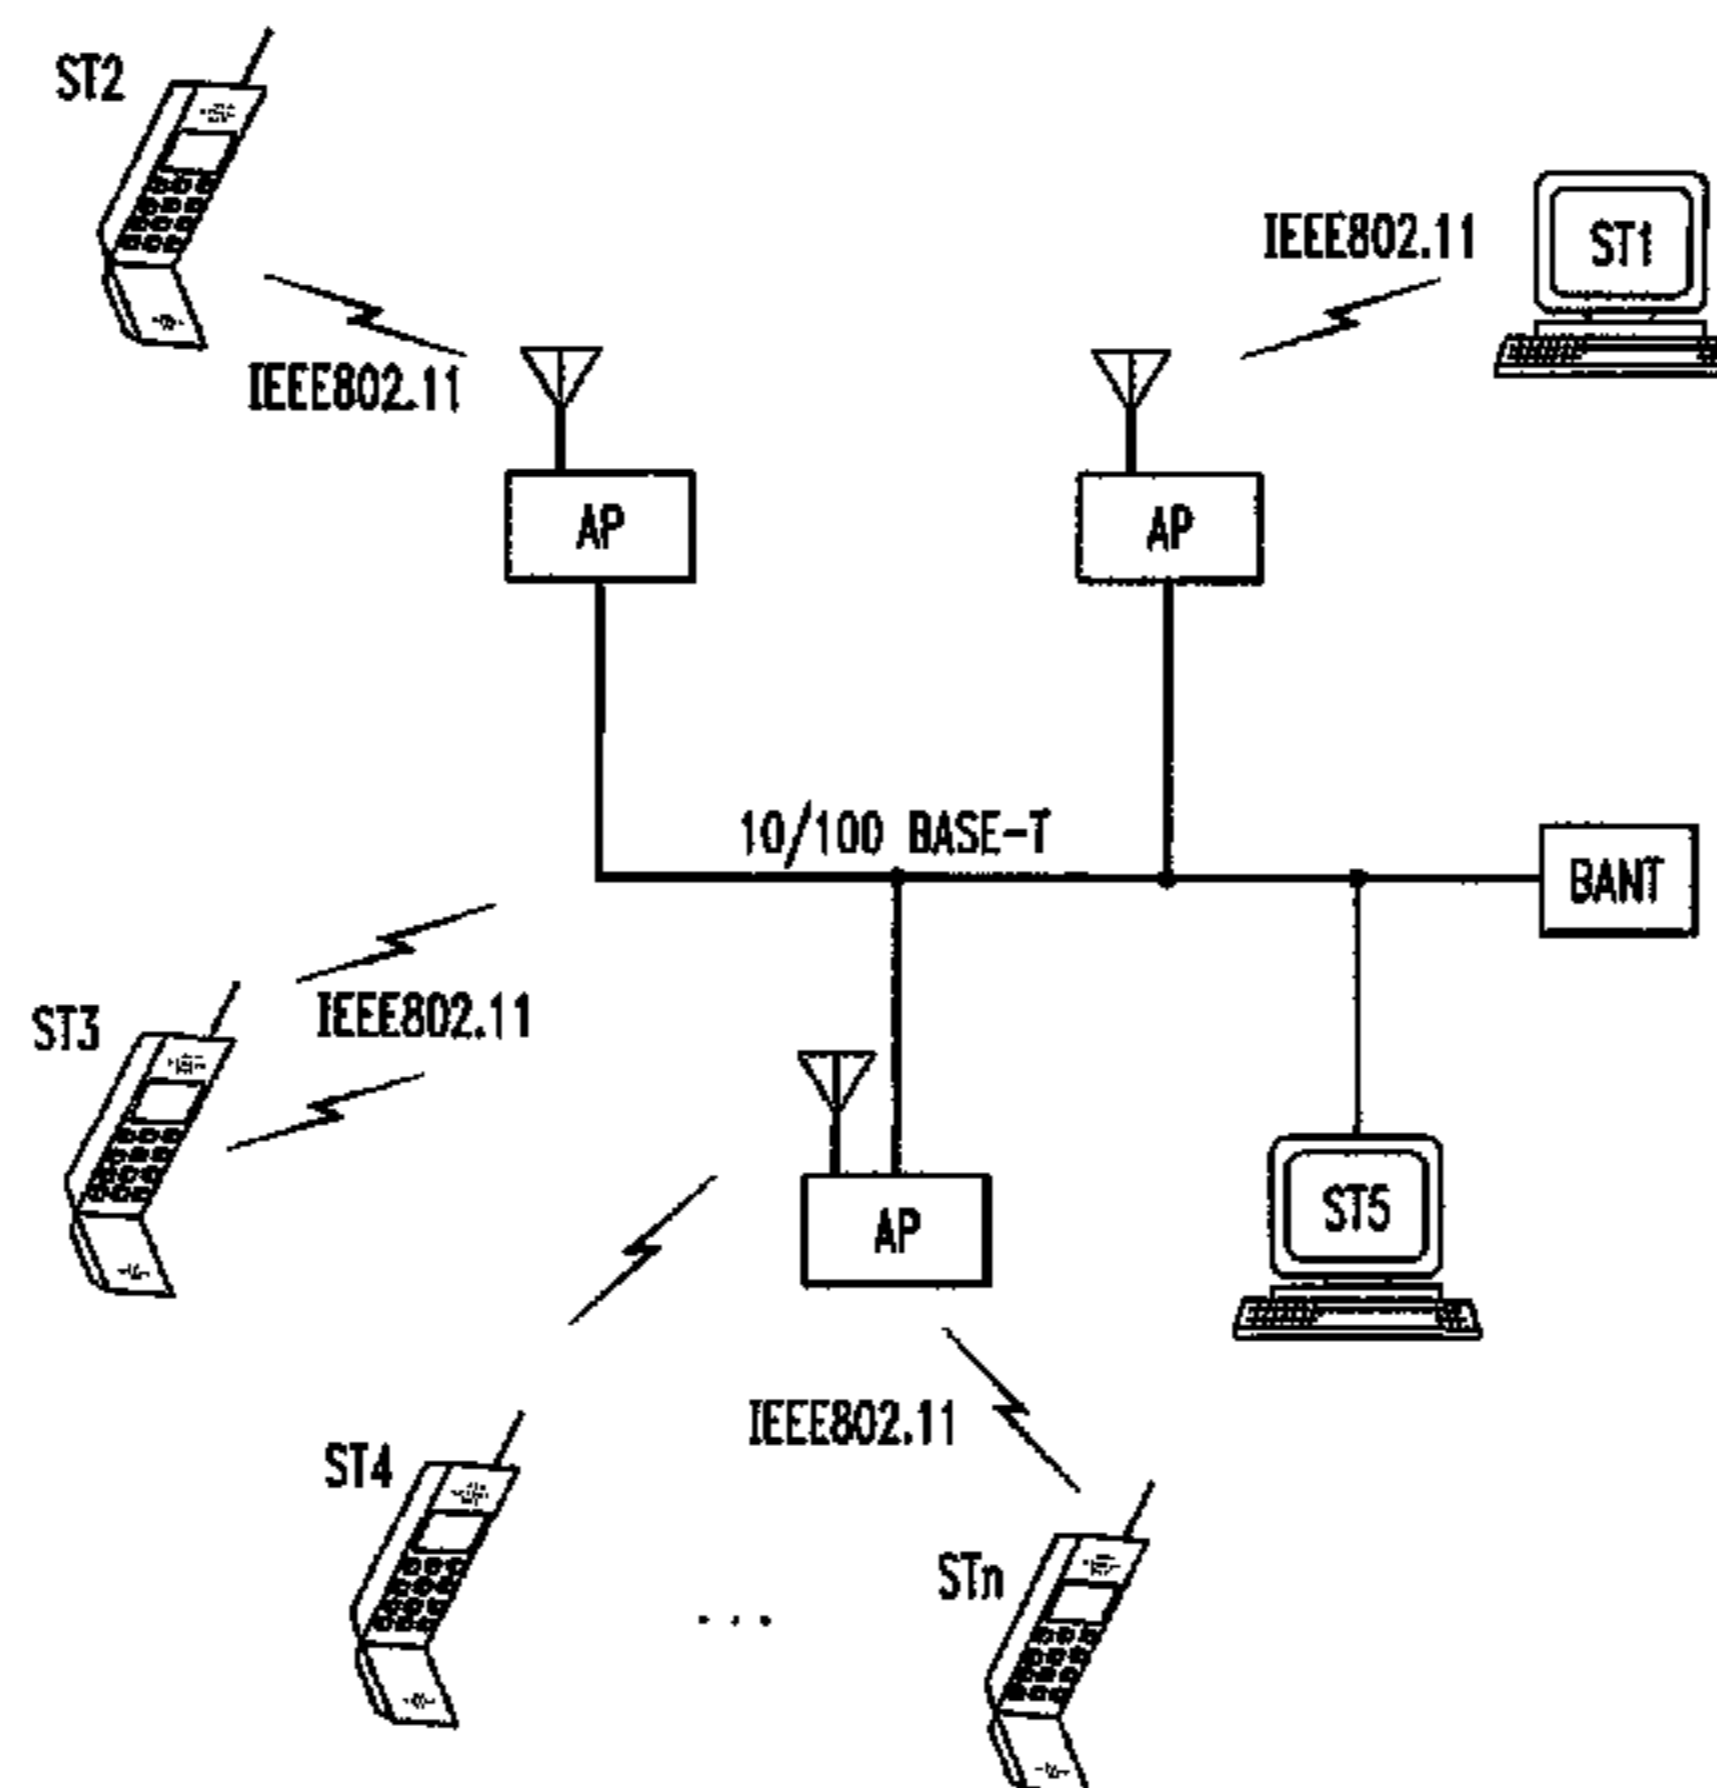 ST2
IEEE802.11
ST1
IEEE802.11
AP
AP
10/100 BASE-T
BANT
ST3
IEEE802.11
AP
ST5
ST4
IEEE802.11
STn
...